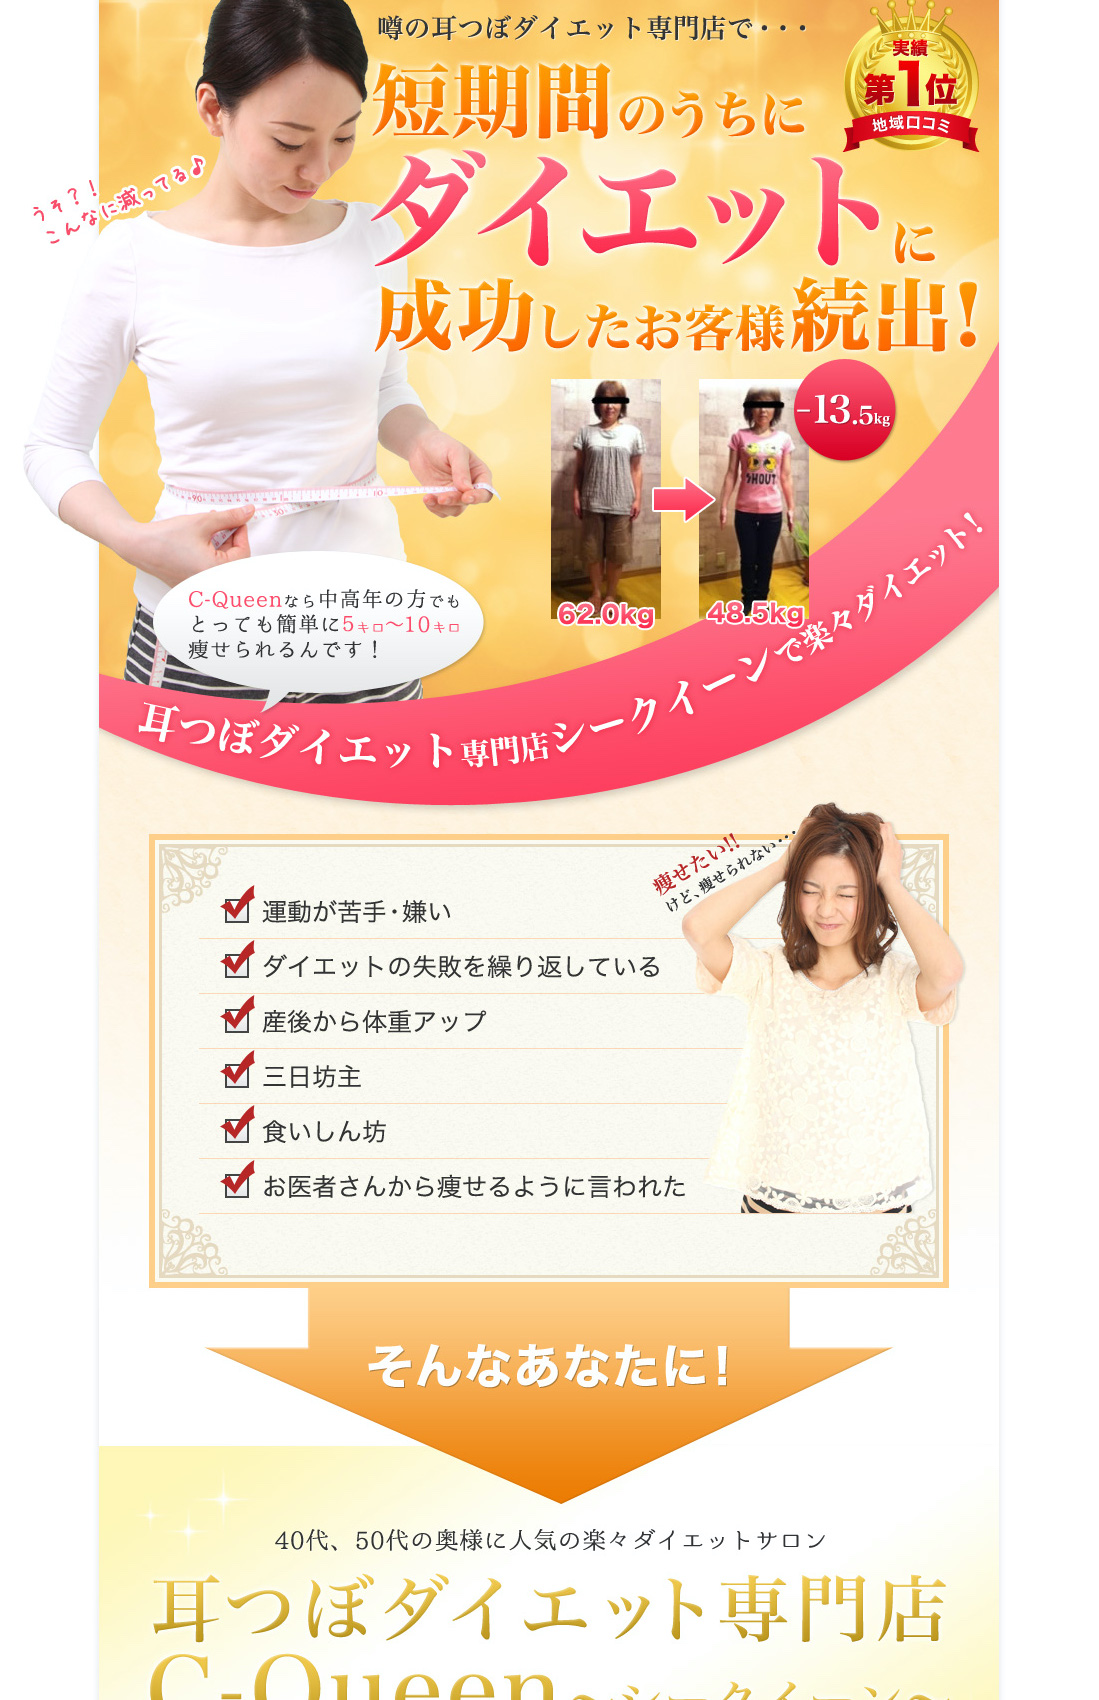 噂の耳つぼダイエット専門店で・・・
実績
第1位
地域口コミ
短期間のうちに
ダイエットに
成功したお客様続出!
うそ?!
こんなに減ってる♪
-13.5kg
62.0kg
48.5kg
C-Queenなら中高年の方でも
とっても簡単に5キロ〜10キロ
痩せられるんです!
耳つぼダイエット専門店シークイーンで楽々ダイエット!
痩せたい!!
けど、痩せられない・・・
運動が苦手・嫌い
ダイエットの失敗を繰り返している
産後から体重アップ
三日坊主
食いしん坊
お医者さんから痩せるように言われた
そんなあなたに!
40代、50代の奥様に人気の楽々ダイエットサロン
耳つぼダイエット専門店
C-Queen〜シークイーン〜